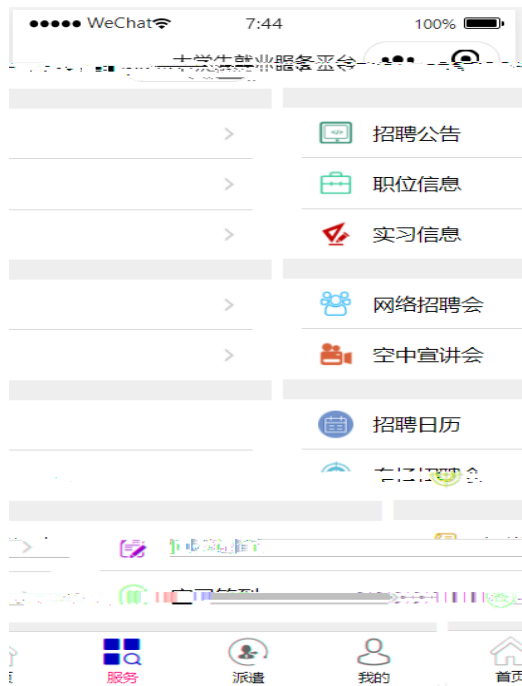 WeChat 7:44 100%
大学生就业服务平台
招聘公告
职位信息
实习信息
网络招聘会
空中宣讲会
招聘日历
服务 派遣 我的 首页